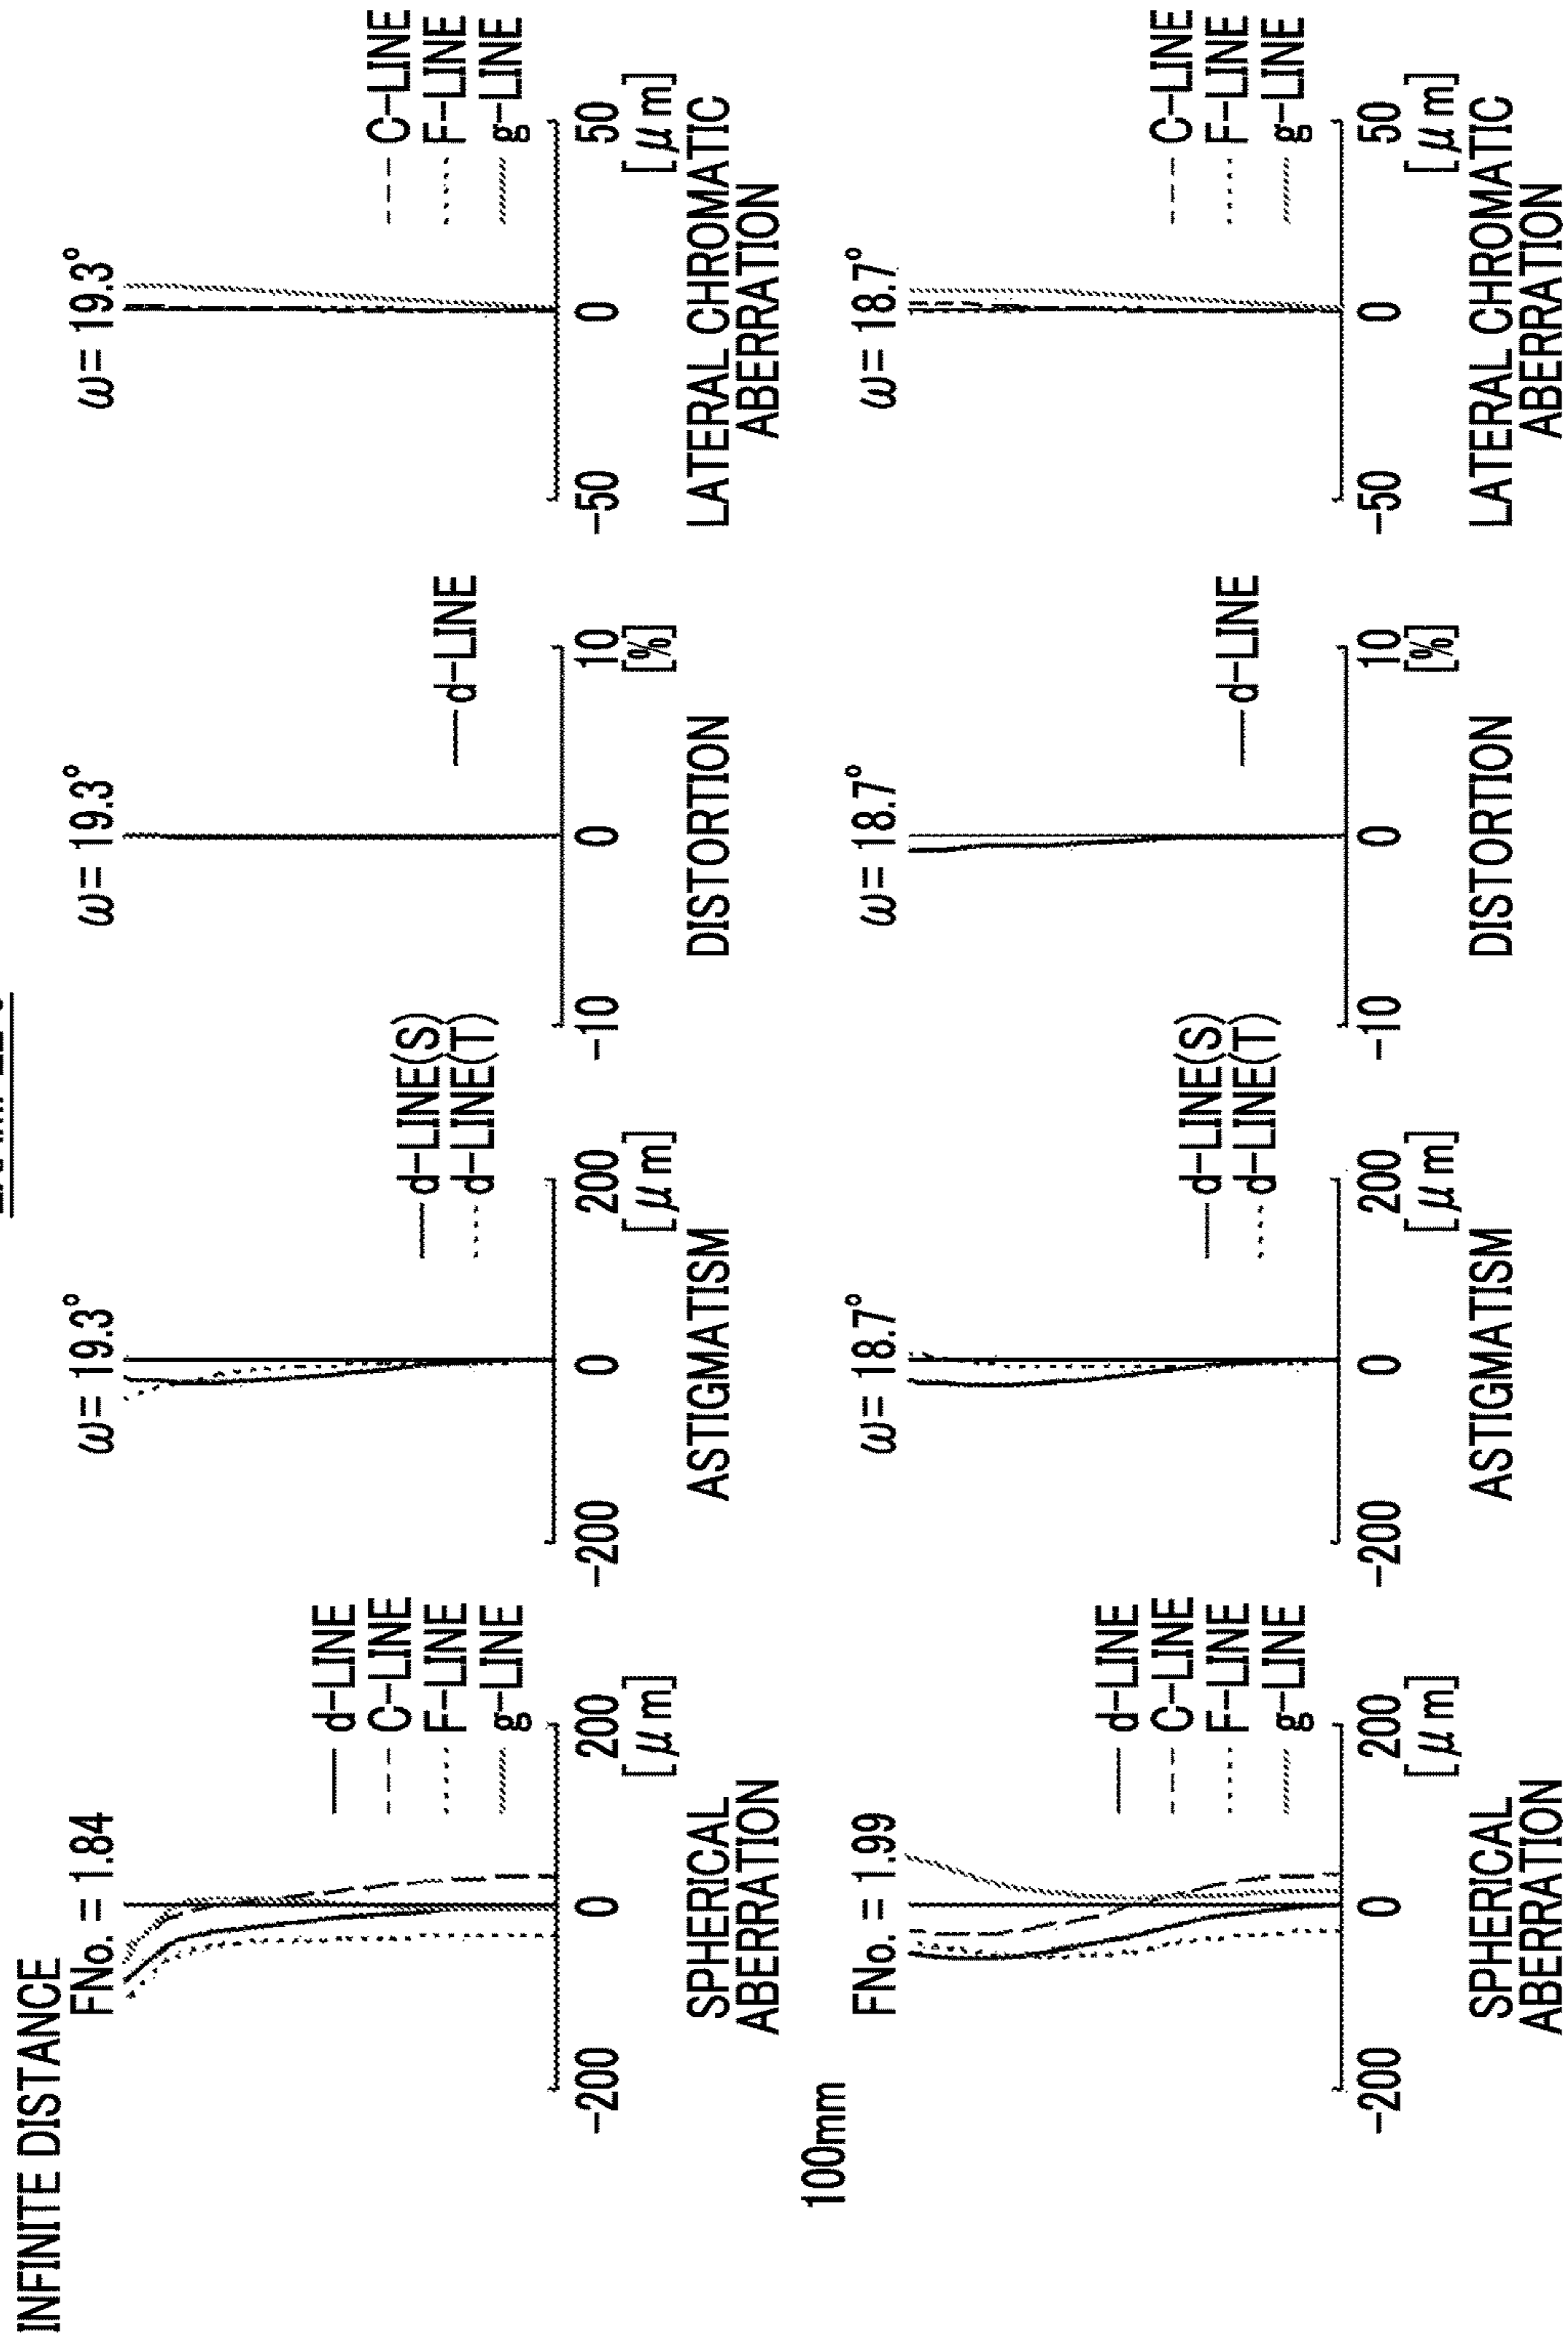 INFINITE DISTANCE
FNo. = 1.84
d-LINE
C-LINE
F-LINE
g-LINE
-200
0
200
[μm]
SPHERICAL
ABERRATION
ω= 19.3°
d-LINE(S)
d-LINE(T)
-200
0
200
[μm]
ASTIGMATISM
ω= 19.3°
d-LINE
-10
0
10
[%]
DISTORTION
ω= 19.3°
C-LINE
F-LINE
g-LINE
-50
0
50
[μm]
LATERAL CHROMATIC
ABERRATION
100mm
FNo. = 1.99
d-LINE
C-LINE
F-LINE
g-LINE
-200
0
200
[μm]
SPHERICAL
ABERRATION
ω= 18.7°
d-LINE(S)
d-LINE(T)
-200
0
200
[μm]
ASTIGMATISM
ω= 18.7°
d-LINE
-10
0
10
[%]
DISTORTION
ω= 18.7°
C-LINE
F-LINE
g-LINE
-50
0
50
[μm]
LATERAL CHROMATIC
ABERRATION